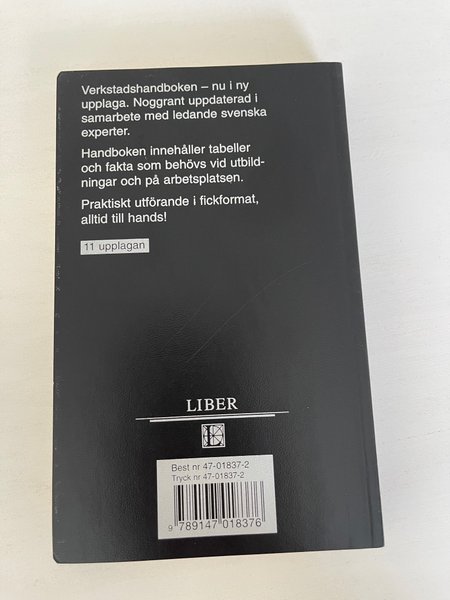 Verkstadshandboken – nu i ny
upplaga. Noggrant uppdaterad i
samarbete med ledande svenska
experter.
Handboken innehåller tabeller
och fakta som behövs vid utbild-
ningar och på arbetsplatsen.
Praktiskt utförande i fickformat,
alltid till hands!
11 upplagan
LIBER
Best nr 47-01837-2
Tryck nr 47-01837-2
9 789147 018376